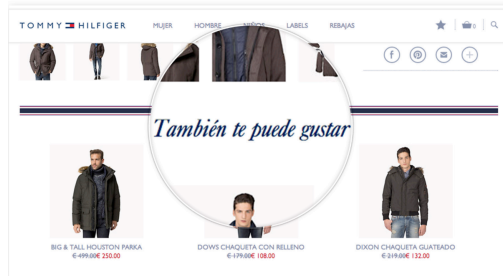 TOMMY HILFIGER MUJER HOMBRE NIÑOS LABELS REBAJAS 0
También te puede gustar
BIG & TALL HOUSTON PARKA
€ 499.00€ 250.00
DOWS CHAQUETA CON RELLENO
€ 179.00€ 108.00
DIXON CHAQUETA GUATEADO
€ 219.00€ 132.00